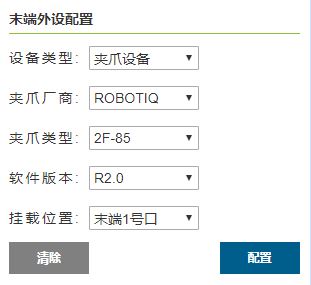 末端外设配置
设备类型: 夹爪设备
夹爪厂商: ROBOTIQ
夹爪类型: 2F-85
软件版本: R2.0
挂载位置: 末端1号口
清除 配置